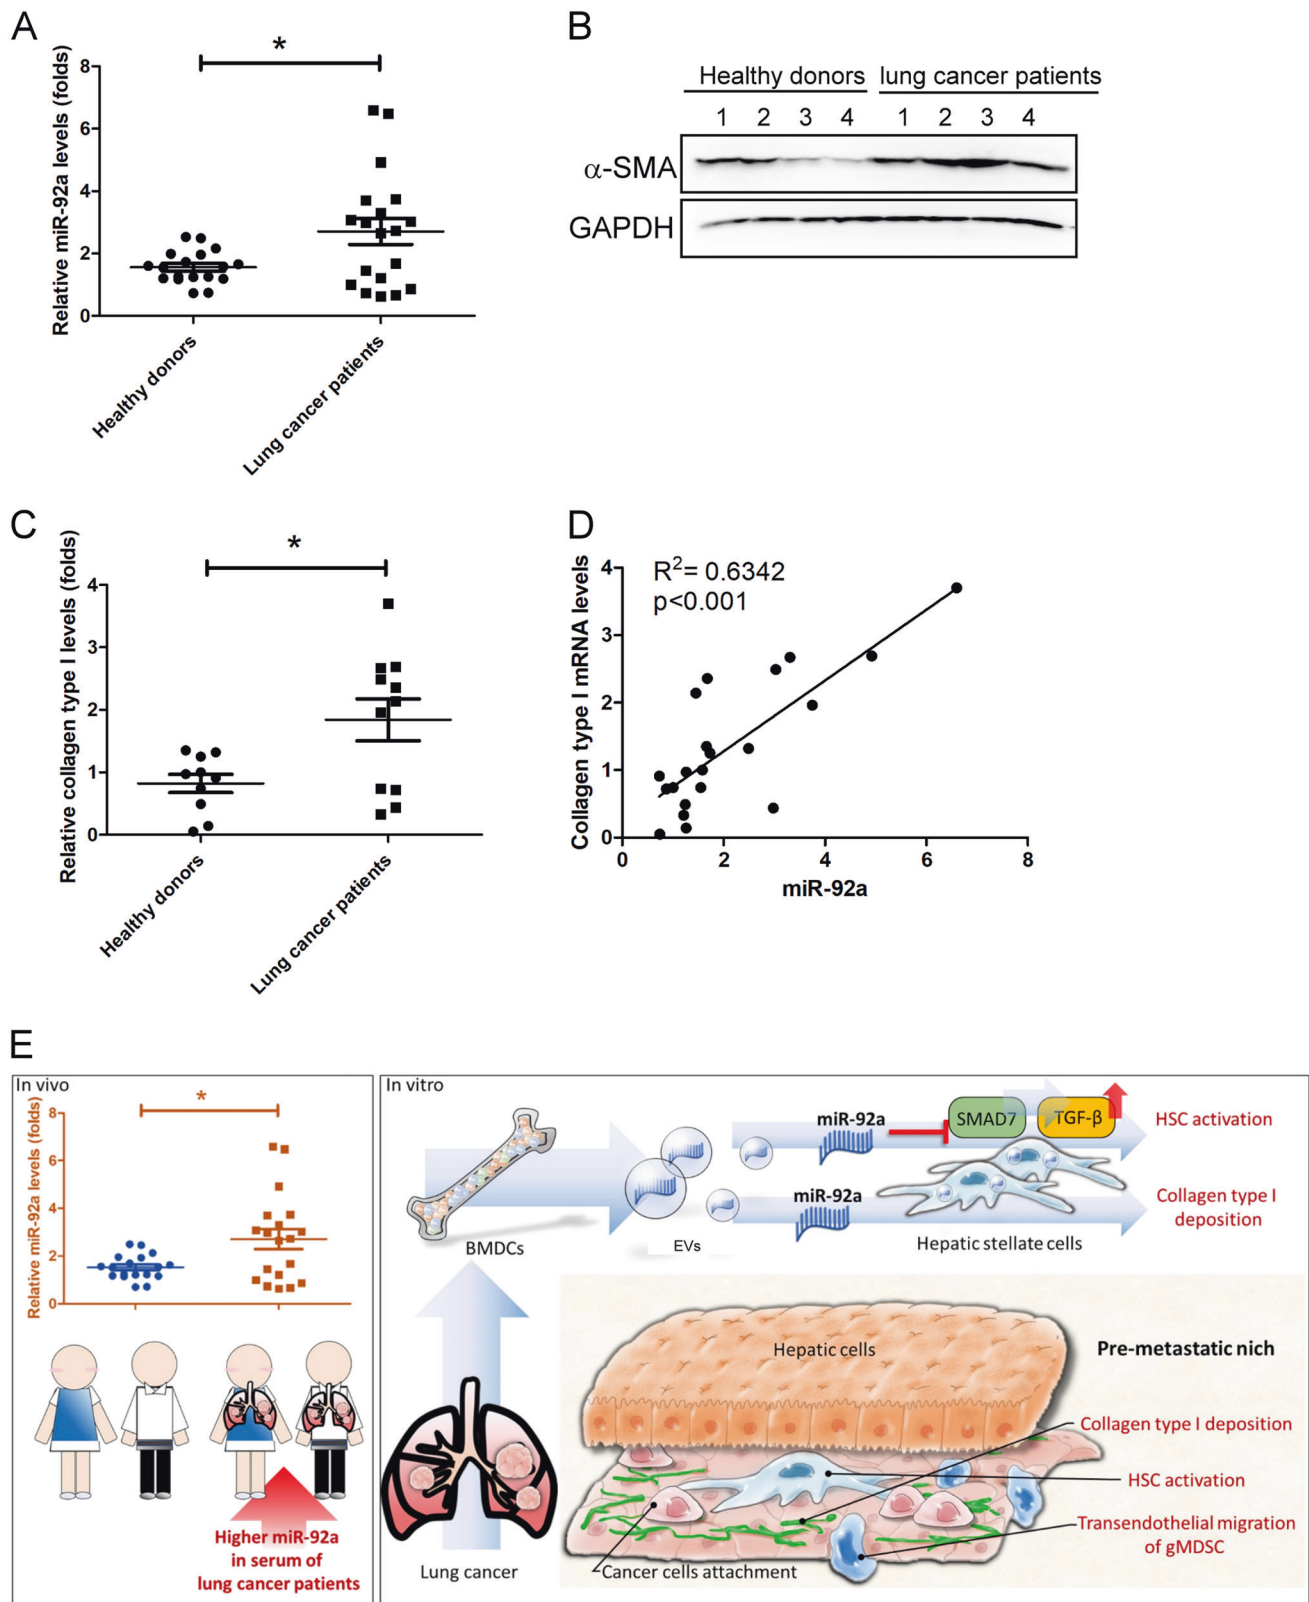 A
Relative miR-92a levels (folds)
8
6
4
2
0
*
Healthy donors
Lung cancer patients
B
Healthy donors lung cancer patients
1 2 3 4 1 2 3 4
α-SMA
GAPDH
C
Relative collagen type I levels (folds)
4
3
2
1
0
*
Healthy donors
Lung cancer patients
D
Collagen type I mRNA levels
4
3
2
1
0
R²= 0.6342
p<0.001
0 2 4 6 8
miR-92a
E
In vivo
Relative miR-92a levels (folds)
8
6
4
2
0
*
Higher miR-92a
in serum of
lung cancer patients
In vitro
BMDCs
EVs
miR-92a
SMAD7
TGF-β
HSC activation
miR-92a
Collagen type I
deposition
Hepatic stellate cells
Lung cancer
Hepatic cells
Pre-metastatic nich
Collagen type I deposition
HSC activation
Transendothelial migration
of gMDSC
Cancer cells attachment